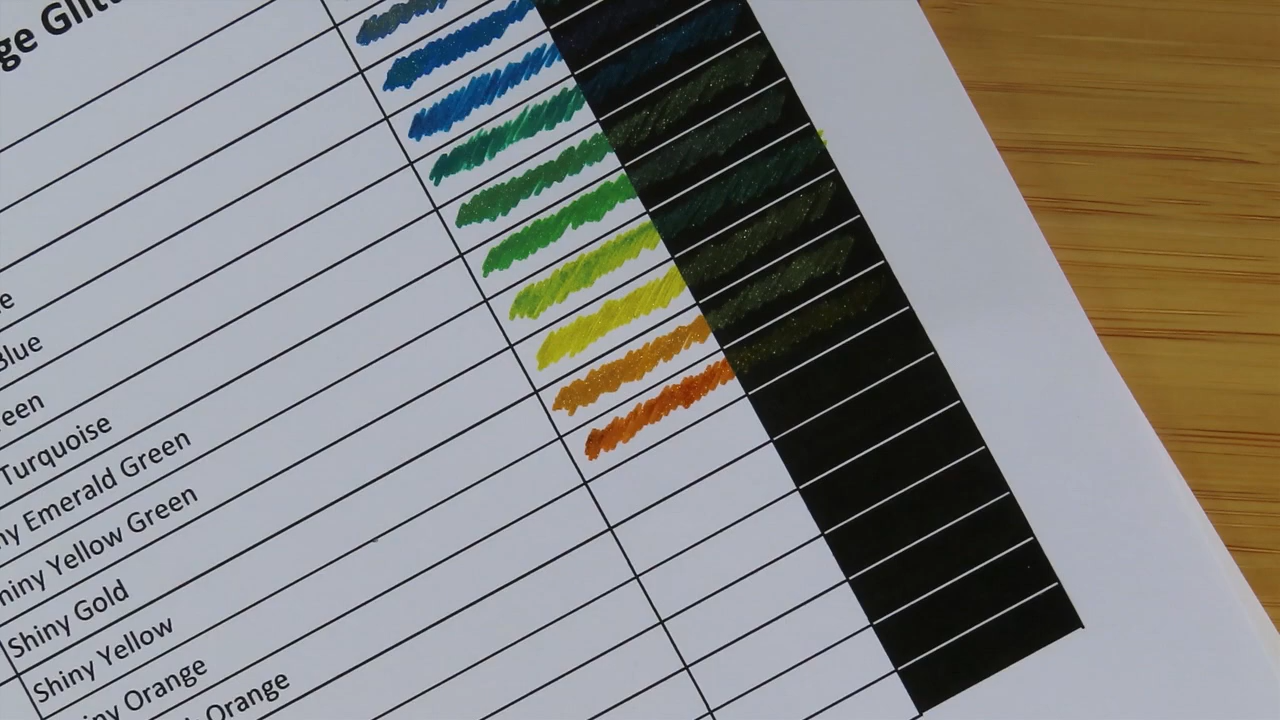 ge Glit
e
Blue
een
Turquoise
ny Emerald Green
hiny Yellow Green
Shiny Gold
Shiny Yellow
iny Orange
Orange